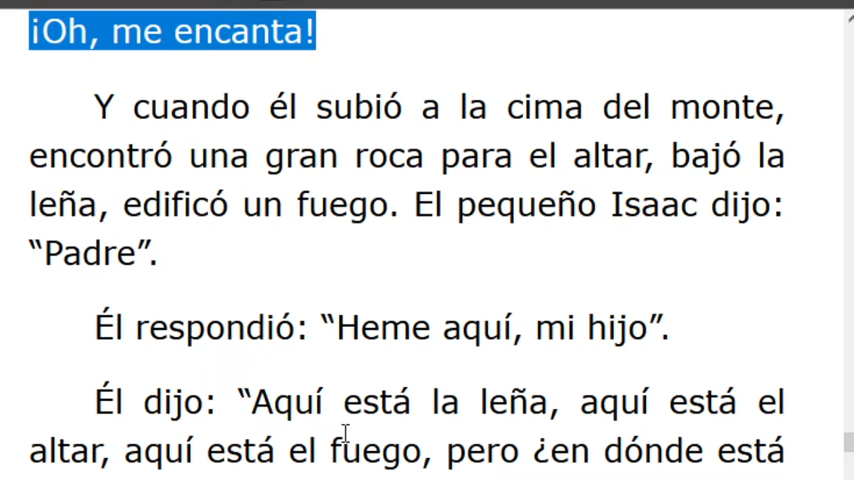 ¡Oh, me encanta!
Y cuando él subió a la cima del monte,
encontró una gran roca para el altar, bajó la
leña, edificó un fuego. El pequeño Isaac dijo:
“Padre”.
Él respondió: “Heme aquí, mi hijo”.
Él dijo: “Aquí está la leña, aquí está el
altar, aquí está el fuego, pero ¿en dónde está